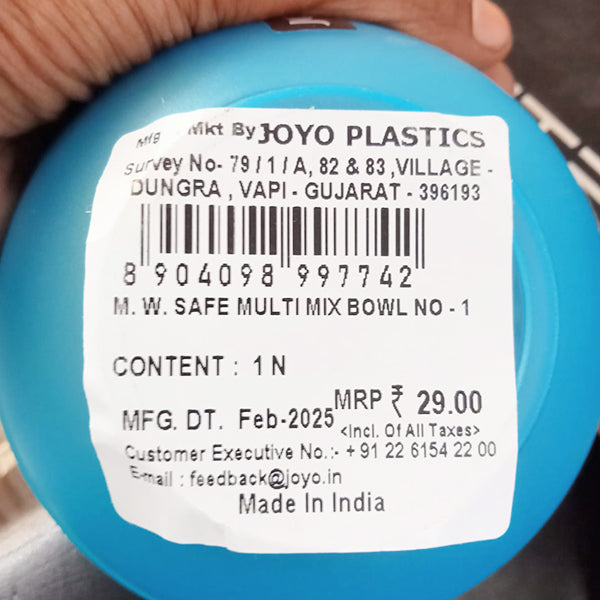 Mfg Mkt By JOYO PLASTICS
Survey No- 79 / 1 / A, 82 & 83 ,VILLAGE -
DUNGRA , VAPI - GUJARAT - 396193
8 904098 997742
M. W. SAFE MULTI MIX BOWL NO - 1
CONTENT : 1 N
MRP ₹ 29.00
MFG. DT. Feb-2025
<Incl. Of All Taxes>
Customer Executive No.:- + 91 22 6154 22 00
E-mail : feedback@joyo.in
Made In India